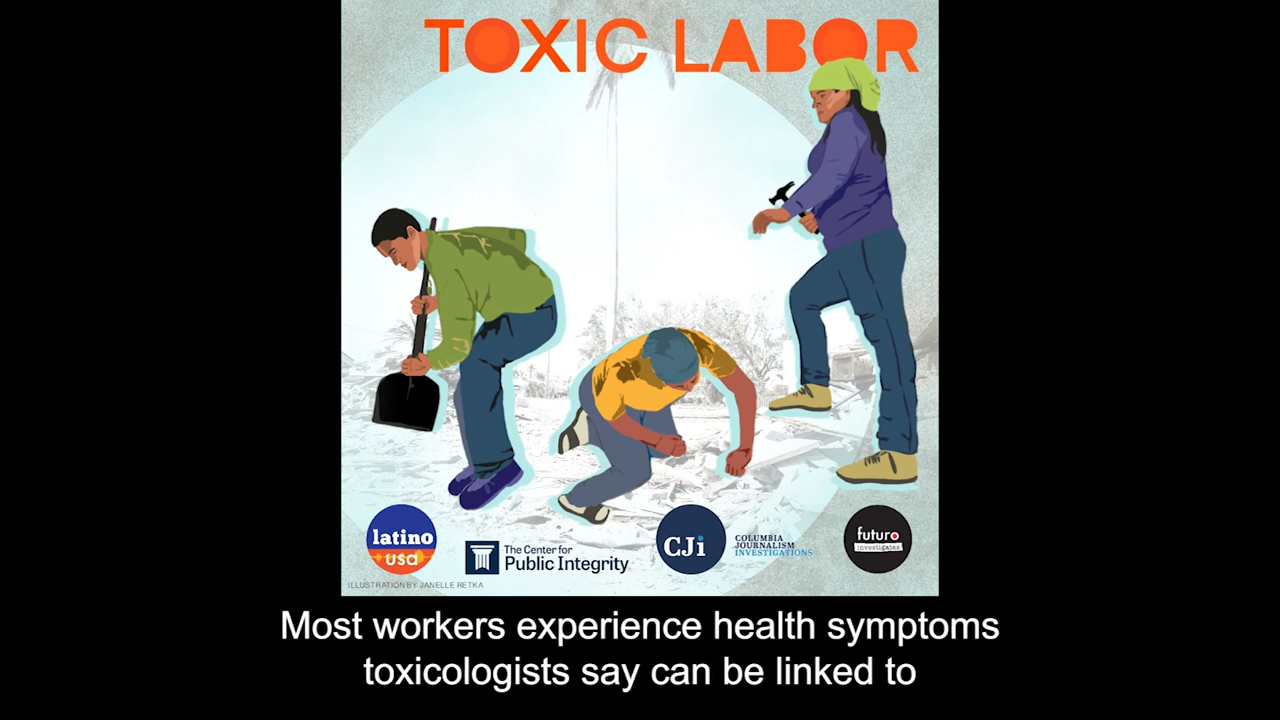 TOXIC LABOR
latino
usa
The Center for
Public Integrity
CJi
COLUMBIA
JOURNALISM
INVESTIGATIONS
futuro
investigates
ILLUSTRATION BY JANELLE RETKA
Most workers experience health symptoms
toxicologists say can be linked to